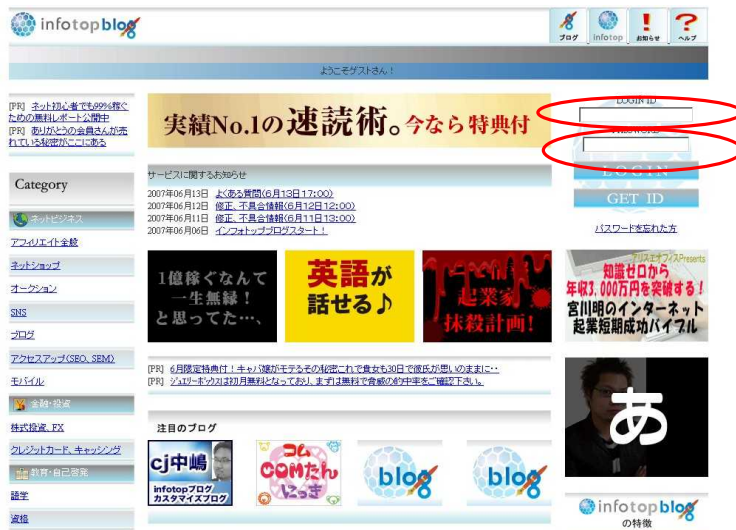 infotopblog
ブログ
infotop
お知らせ
ヘルプ
ようこそゲストさん！
[PR] ネット初心者でも99%稼ぐ
ための無料レポート公開中
[PR] ありがとうの会員さんが売
れている秘密がここにある
実績No.1の速読術。今なら特典付
LOGIN ID
LOGIN
GET ID
パスワードを忘れた方
サービスに関するお知らせ
2007年06月13日 よくある質問(6月13日17:00)
2007年06月12日 修正、不具合情報(6月12日12:00)
2007年06月11日 修正、不具合情報(6月11日13:00)
2007年06月06日 インフォトップブログスタート！
Category
ネットビジネス
アフィリエイト全般
ネットショップ
オークション
SNS
ブログ
アクセスアップ(SEO、SEM)
モバイル
金融・投資
株式投資、FX
クレジットカード、キャッシング
教育・自己啓発
語学
資格
1億稼ぐなんて
一生無縁！
と思ってた…、
英語が
話せる♪
起業家
抹殺計画!
アリスエオフィスPresents
知識ゼロから
年収3,000万円を突破する！
宮川明のインターネット
起業短期成功バイブル
[PR] 6月限定特典付！キャバ嬢がモテるその秘密これで貴女も30日で彼氏が思いのままに・・
[PR] ジュエリーボックスは初月無料となっており、まずは無料で脅威の的中率をご確認下さい。
注目のブログ
cj中嶋
infotopブログ
カスタマイズブログ
コム
COMたん
にっき
blog
blog
あ
infotopblog
の特徴